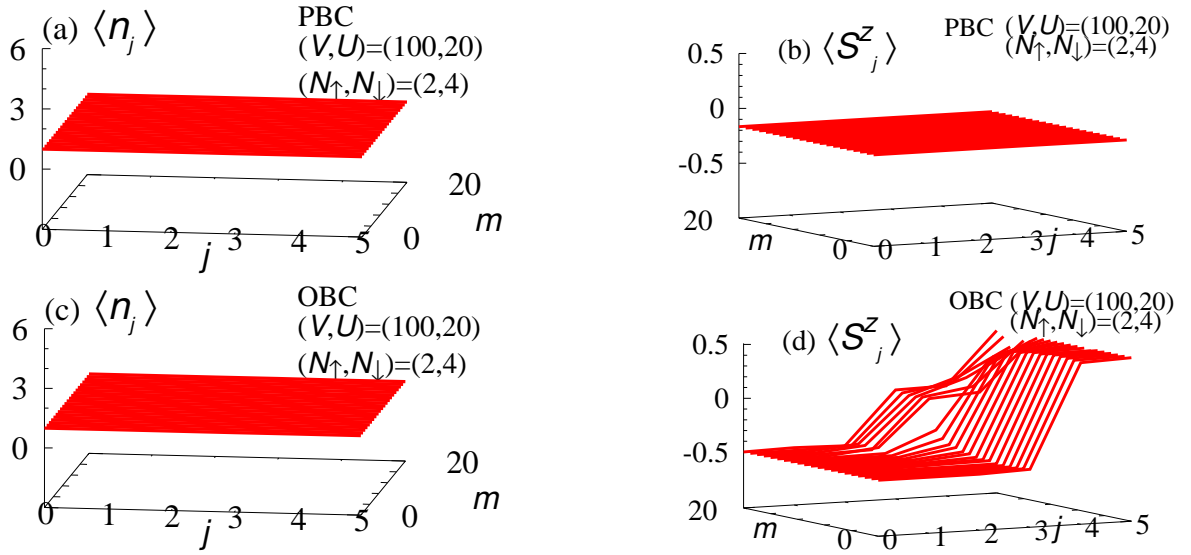 (a) ⟨n_j⟩
PBC
(V,U)=(100,20)
(N↑,N↓)=(2,4)
6
3
0
20
m
0
0 1 2 3 4 5
j
(b) ⟨S^z_j⟩
PBC (V,U)=(100,20)
(N↑,N↓)=(2,4)
0.5
0
-0.5
20
m
0
0 1 2 3 j 4 5
(c) ⟨n_j⟩
OBC
(V,U)=(100,20)
(N↑,N↓)=(2,4)
6
3
0
20
m
0
0 1 2 3 4 5
j
(d) ⟨S^z_j⟩
OBC (V,U)=(100,20)
(N↑,N↓)=(2,4)
0.5
0
-0.5
20
m
0
0 1 2 3 j 4 5